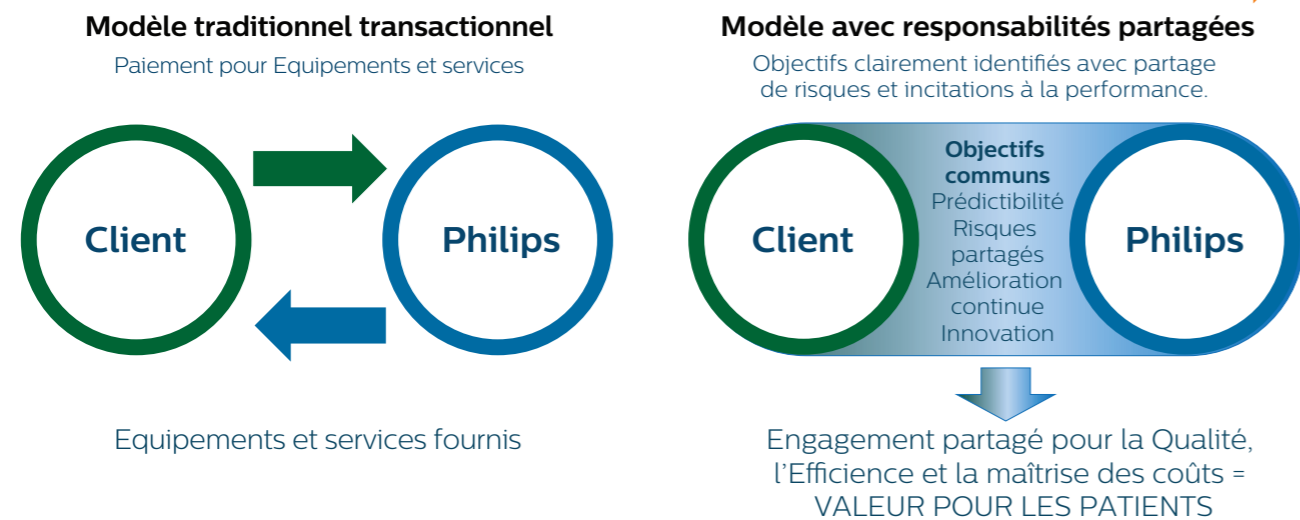 Modèle traditionnel transactionnel
Paiement pour Equipements et services
Client
Philips
Equipements et services fournis
Modèle avec responsabilités partagées
Objectifs clairement identifiés avec partage
de risques et incitations à la performance.
Client
Objectifs
communs
Prédictibilité
Risques
partagés
Amélioration
continue
Innovation
Philips
Engagement partagé pour la Qualité,
l'Efficience et la maîtrise des coûts =
VALEUR POUR LES PATIENTS